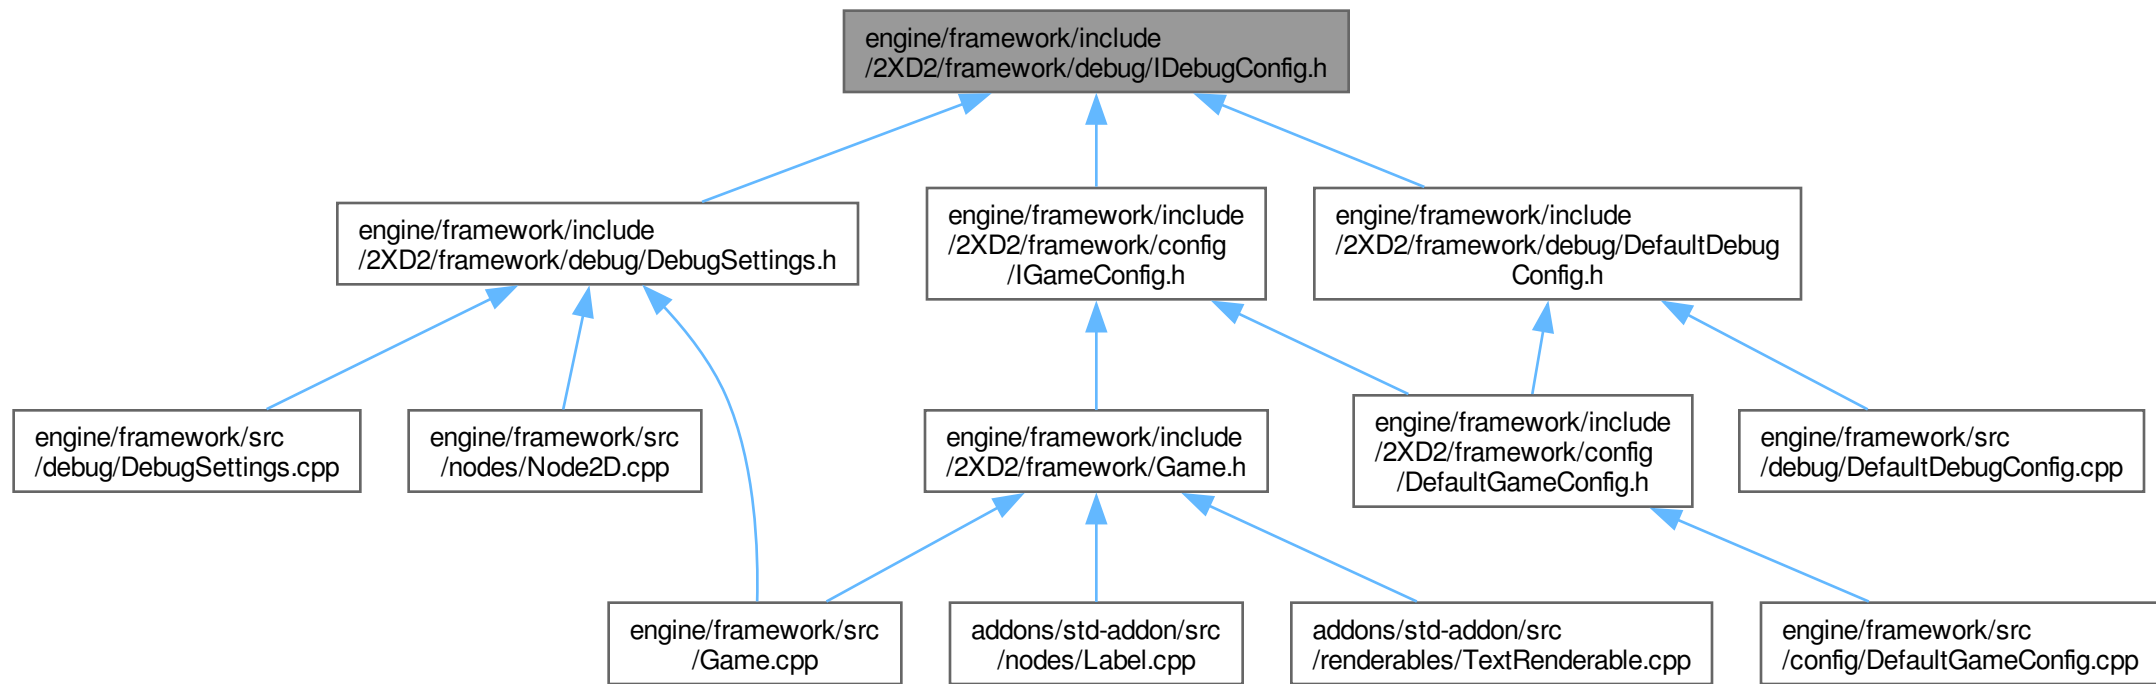 engine/framework/include
/2XD2/framework/debug/IDebugConfig.h
engine/framework/include
/2XD2/framework/debug/DebugSettings.h
engine/framework/include
/2XD2/framework/config
/IGameConfig.h
engine/framework/include
/2XD2/framework/debug/DefaultDebug
Config.h
engine/framework/src
/debug/DebugSettings.cpp
engine/framework/src
/nodes/Node2D.cpp
engine/framework/include
/2XD2/framework/Game.h
engine/framework/include
/2XD2/framework/config
/DefaultGameConfig.h
engine/framework/src
/debug/DefaultDebugConfig.cpp
engine/framework/src
/Game.cpp
addons/std-addon/src
/nodes/Label.cpp
addons/std-addon/src
/renderables/TextRenderable.cpp
engine/framework/src
/config/DefaultGameConfig.cpp